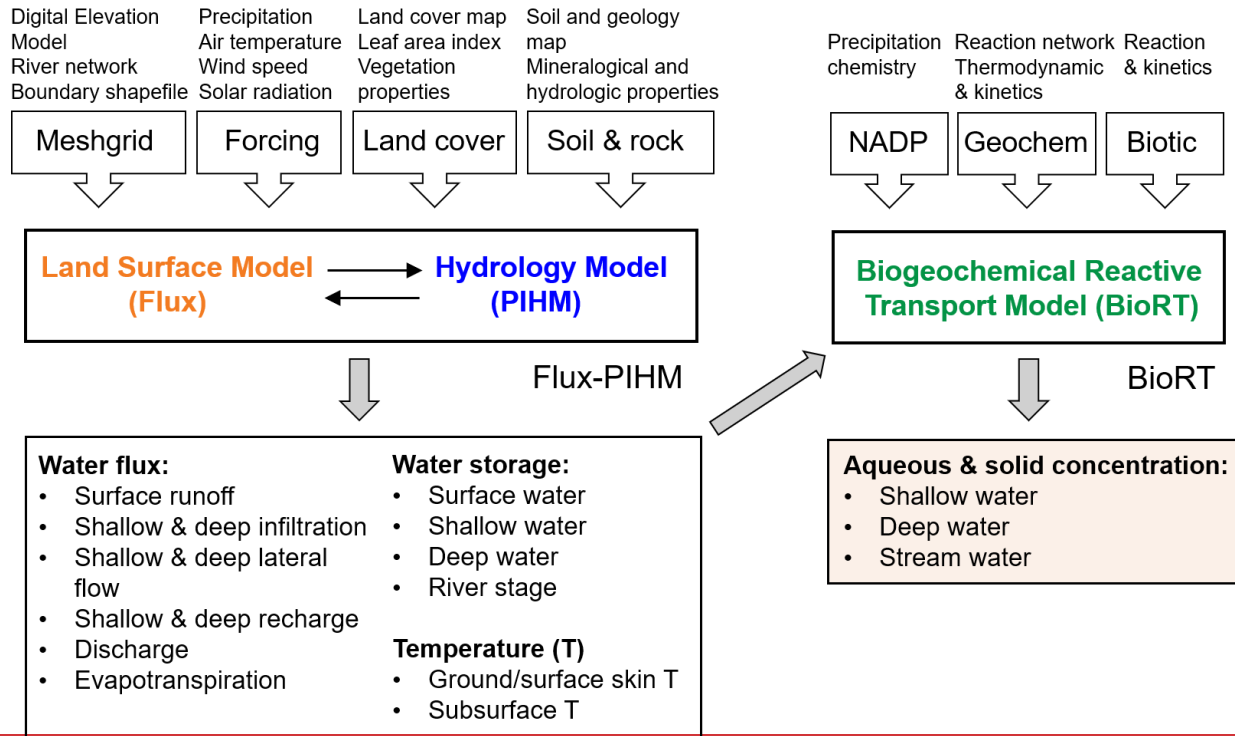 Digital Elevation
Model
River network
Boundary shapefile
Precipitation
Air temperature
Wind speed
Solar radiation
Land cover map
Leaf area index
Vegetation
properties
Soil and geology
map
Mineralogical and
hydrologic properties
Precipitation
chemistry
Reaction network
Thermodynamic
& kinetics
Reaction
& kinetics
Meshgrid
Forcing
Land cover
Soil & rock
NADP
Geochem
Biotic
Land Surface Model
(Flux)
Hydrology Model
(PIHM)
Biogeochemical Reactive
Transport Model (BioRT)
Flux-PIHM
BioRT
Water flux:
• Surface runoff
• Shallow & deep infiltration
• Shallow & deep lateral
flow
• Shallow & deep recharge
• Discharge
• Evapotranspiration
Water storage:
• Surface water
• Shallow water
• Deep water
• River stage
Temperature (T)
• Ground/surface skin T
• Subsurface T
Aqueous & solid concentration:
• Shallow water
• Deep water
• Stream water